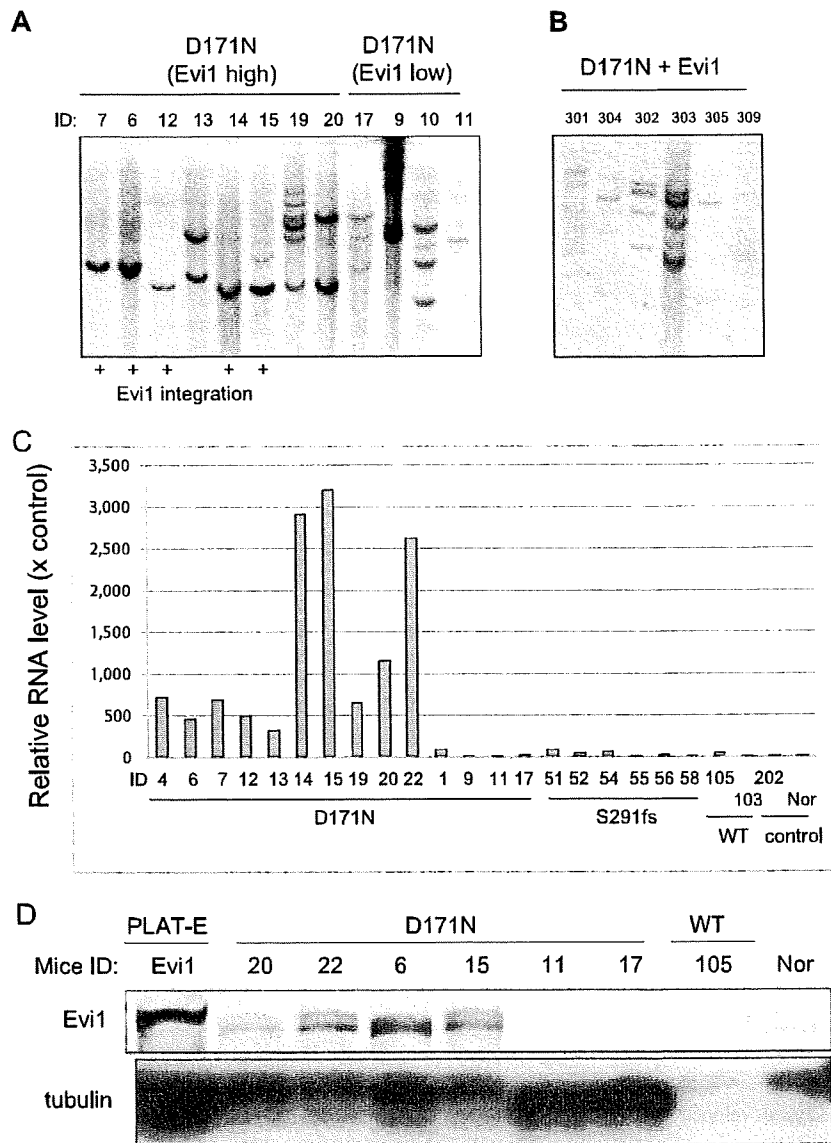 A
B
D171N
(Evi1 high)
D171N
(Evi1 low)
D171N + Evi1
ID: 7 6 12 13 14 15 19 20 17 9 10 11
301 304 302 303 305 309
+ + + + +
Evi1 integration
C
Relative RNA level (x control)
3,500
3,000
2,500
2,000
1,500
1,000
500
0
ID 4 6 7 12 13 14 15 19 20 22 1 9 11 17 51 52 54 55 56 58 105 202
103 Nor
D171N S291fs
WT control
D
PLAT-E D171N WT
Mice ID: Evi1 20 22 6 15 11 17 105 Nor
Evi1
tubulin